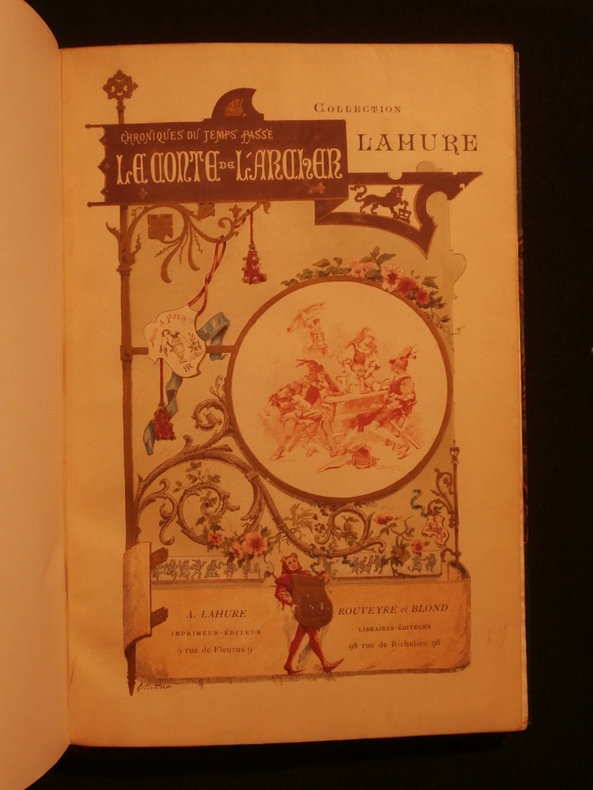 COLLECTION
LAHURE
CHRONIQUES DU TEMPS PASSÉ
LE CONTE DE L'ARCHER
A. LAHURE
IMPRIMEUR-ÉDITEUR
9 rue de Fleurus 9
ROUVEYRE et BLOND
LIBRAIRES-ÉDITEURS
98 rue de Richelieu 98